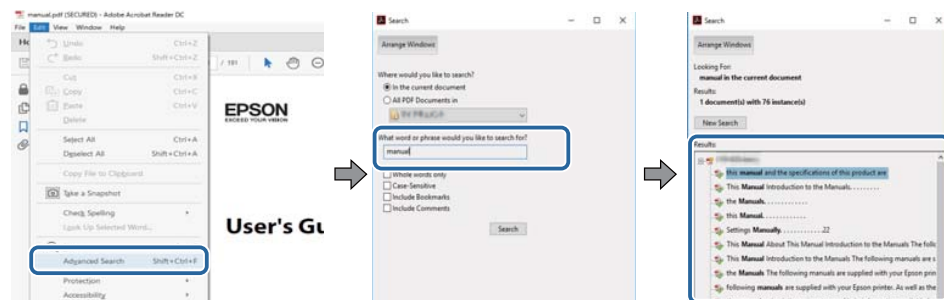 manual.pdf (SECURED) - Adobe Acrobat Reader DC
File Edit View Window Help
Undo Ctrl+Z
Redo Shift+Ctrl+Z
Cut Ctrl+X
Copy Ctrl+C
Paste Ctrl+V
Delete
Select All Ctrl+A
Deselect All Shift+Ctrl+A
Copy File to Clipboard
Take a Snapshot
Check Spelling
Look Up Selected Word...
Advanced Search Shift+Ctrl+F
Protection
Accessibility
/ 191
EPSON
EXCEED YOUR VISION
User's Gu
Search
Arrange Windows
Where would you like to search?
In the current document
All PDF Documents in
What word or phrase would you like to search for?
manual
Whole words only
Case-Sensitive
Include Bookmarks
Include Comments
Search
Search
Arrange Windows
Looking For:
manual in the current document
Results:
1 document(s) with 76 instance(s)
New Search
Results:
this manual and the specifications of this product are
This Manual Introduction to the Manuals.........
the Manuals............
this Manual.............
Settings Manually.............22
This Manual About This Manual Introduction to the Manuals The follo
This Manual Introduction to the Manuals The following manuals are s
the Manuals The following manuals are supplied with your Epson prin
following manuals are supplied with your Epson printer. As well as the